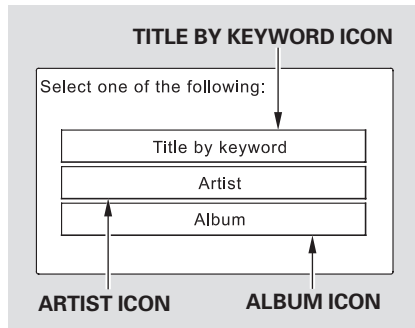 TITLE BY KEYWORD ICON
Select one of the following:
Title by keyword
Artist
Album
ARTIST ICON
ALBUM ICON